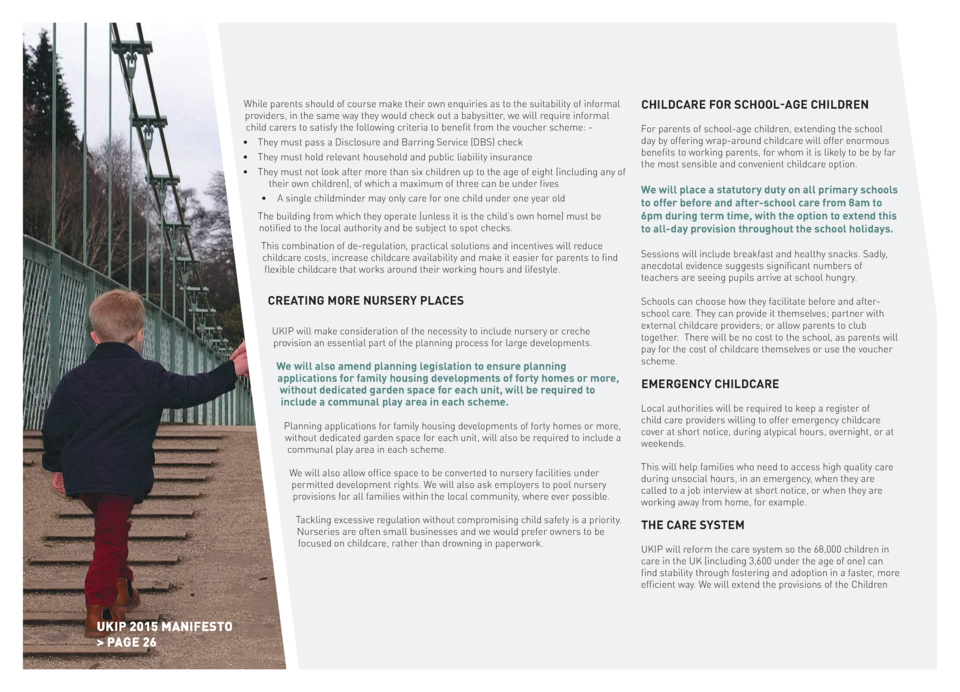 While parents should of course make their own enquiries as to the suitability of informal
providers, in the same way they would check out a babysitter, we will require informal
child carers to satisfy the following criteria to benefit from the voucher scheme: -
• They must pass a Disclosure and Barring Service (DBS) check
• They must hold relevant household and public liability insurance
• They must not look after more than six children up to the age of eight (including any of
their own children), of which a maximum of three can be under fives
• A single childminder may only care for one child under one year old
The building from which they operate (unless it is the child's own home) must be
notified to the local authority and be subject to spot checks.
This combination of de-regulation, practical solutions and incentives will reduce
childcare costs, increase childcare availability and make it easier for parents to find
flexible childcare that works around their working hours and lifestyle.
CREATING MORE NURSERY PLACES
UKIP will make consideration of the necessity to include nursery or creche
provision an essential part of the planning process for large developments.
We will also amend planning legislation to ensure planning
applications for family housing developments of forty homes or more,
without dedicated garden space for each unit, will be required to
include a communal play area in each scheme.
Planning applications for family housing developments of forty homes or more,
without dedicated garden space for each unit, will also be required to include a
communal play area in each scheme.
We will also allow office space to be converted to nursery facilities under
permitted development rights. We will also ask employers to pool nursery
provisions for all families within the local community, where ever possible.
Tackling excessive regulation without compromising child safety is a priority.
Nurseries are often small businesses and we would prefer owners to be
focused on childcare, rather than drowning in paperwork.
CHILDCARE FOR SCHOOL-AGE CHILDREN
For parents of school-age children, extending the school
day by offering wrap-around childcare will offer enormous
benefits to working parents, for whom it is likely to be by far
the most sensible and convenient childcare option.
We will place a statutory duty on all primary schools
to offer before and after-school care from 8am to
6pm during term time, with the option to extend this
to all-day provision throughout the school holidays.
Sessions will include breakfast and healthy snacks. Sadly,
anecdotal evidence suggests significant numbers of
teachers are seeing pupils arrive at school hungry.
Schools can choose how they facilitate before and after-
school care. They can provide it themselves; partner with
external childcare providers; or allow parents to club
together. There will be no cost to the school, as parents will
pay for the cost of childcare themselves or use the voucher
scheme.
EMERGENCY CHILDCARE
Local authorities will be required to keep a register of
child care providers willing to offer emergency childcare
cover at short notice, during atypical hours, overnight, or at
weekends.
This will help families who need to access high quality care
during unsocial hours, in an emergency, when they are
called to a job interview at short notice, or when they are
working away from home, for example.
THE CARE SYSTEM
UKIP will reform the care system so the 68,000 children in
care in the UK (including 3,600 under the age of one) can
find stability through fostering and adoption in a faster, more
efficient way. We will extend the provisions of the Children
UKIP 2015 MANIFESTO
> PAGE 26